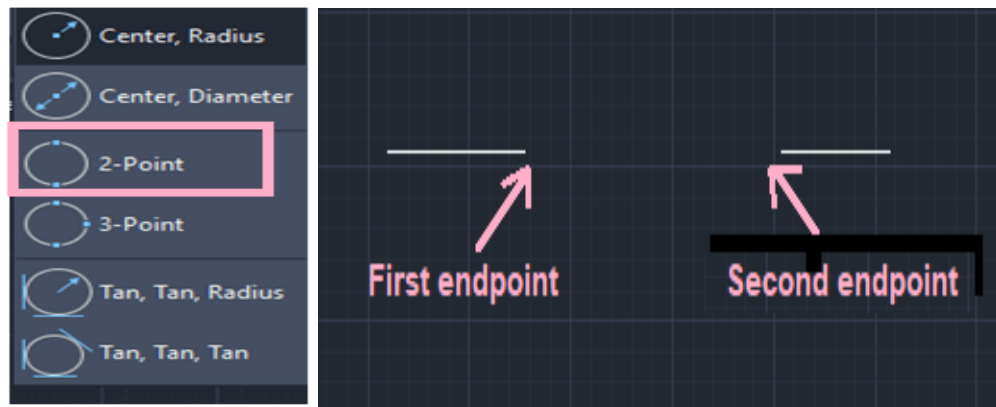 Center, Radius
Center, Diameter
2-Point
3-Point
Tan, Tan, Radius
Tan, Tan, Tan
First endpoint
Second endpoint